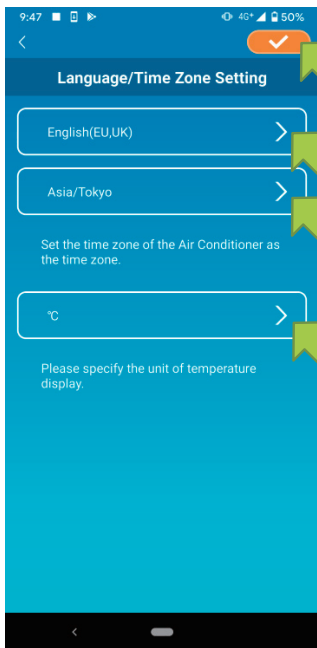 9:47 4G+ 50%
Language/Time Zone Setting
English(EU,UK)
Asia/Tokyo
Set the time zone of the Air Conditioner as
the time zone.
℃
Please specify the unit of temperature
display.